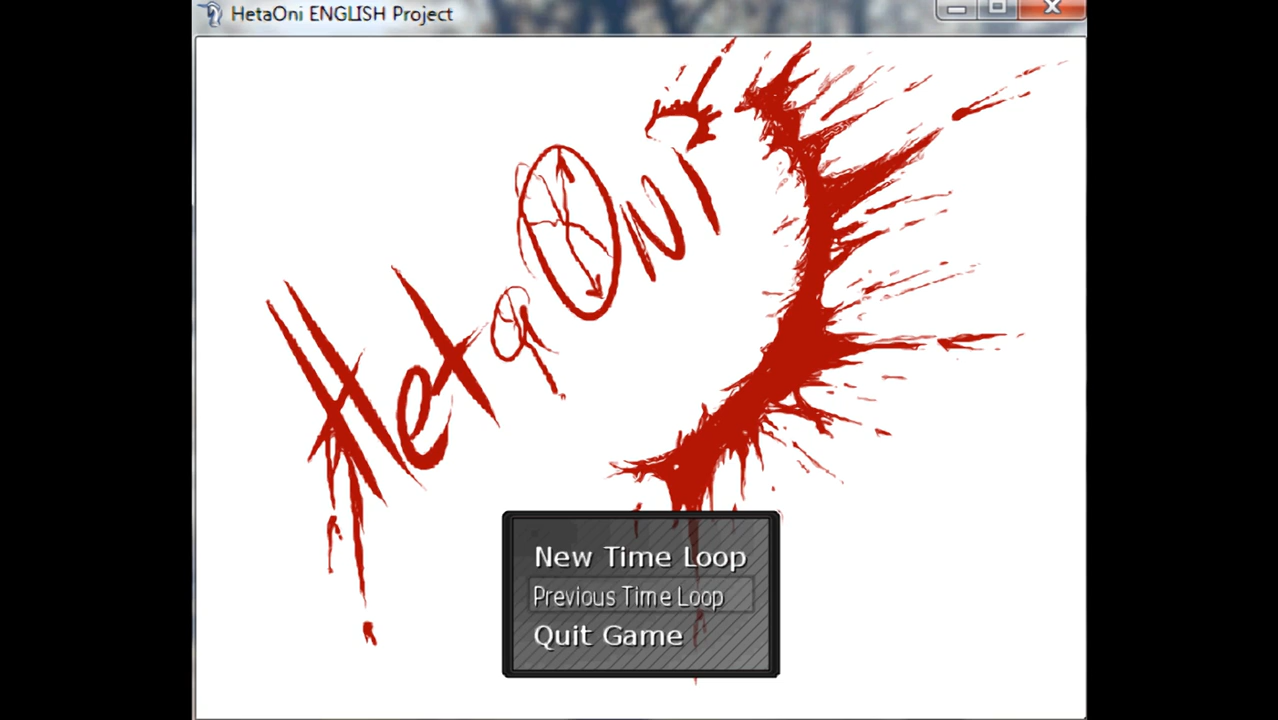 HetaOni ENGLISH Project
HetaOni
New Time Loop
Previous Time Loop
Quit Game